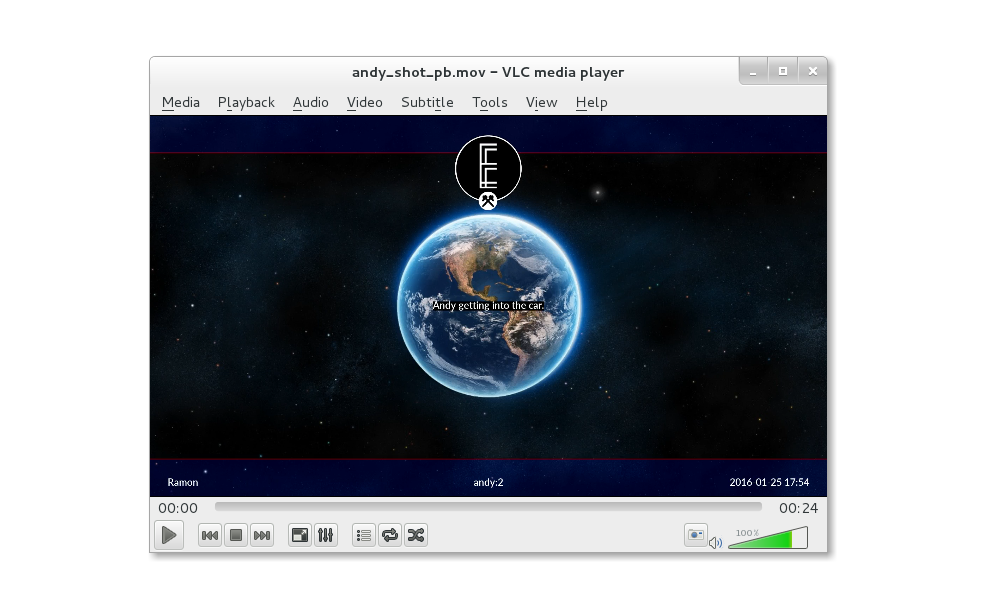 andy_shot_pb.mov - VLC media player
Media Playback Audio Video Subtitle Tools View Help
Andy getting into the car.
Ramon andy:2 2016 01 25 17:54
00:00 00:24
100%